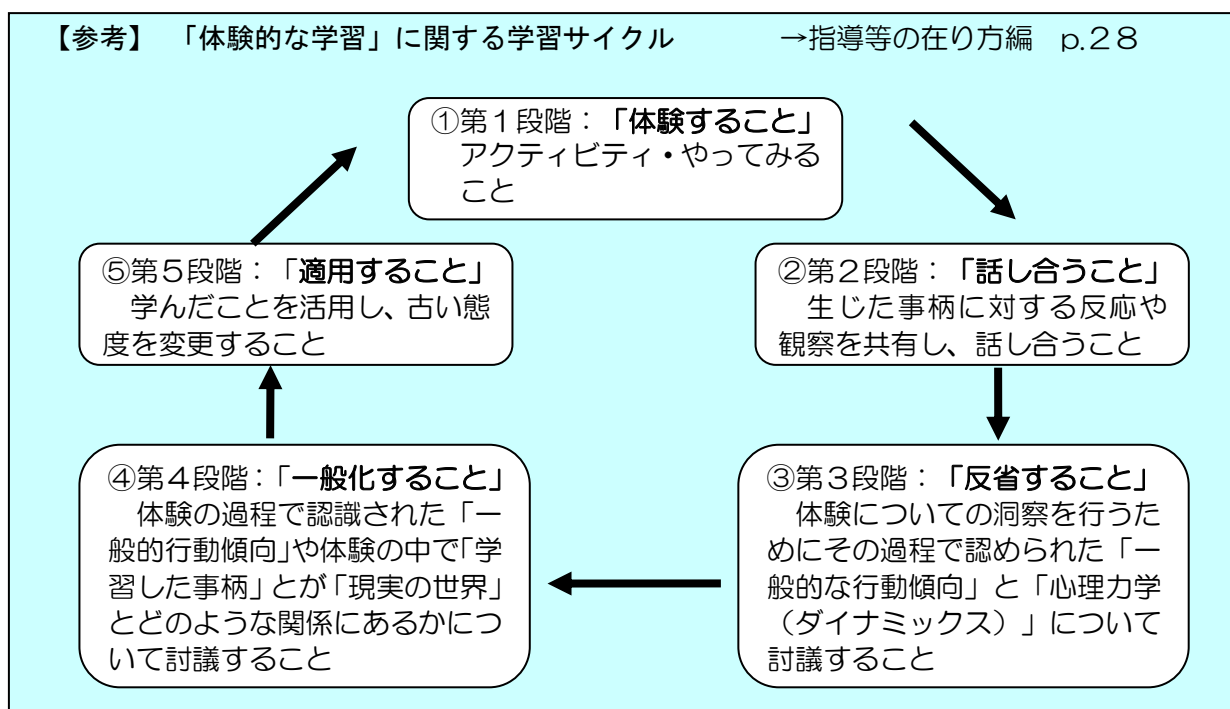 【参考】 「体験的な学習」に関する学習サイクル →指導等の在り方編 p.28
①第1段階:「体験すること」
アクティビティ・やってみる
こと
②第2段階:「話し合うこと」
生じた事柄に対する反応や
観察を共有し、話し合うこと
③第3段階:「反省すること」
体験についての洞察を行うた
めにその過程で認められた「一
般的な行動傾向」と「心理力学
(ダイナミックス)」について
討議すること
④第4段階:「一般化すること」
体験の過程で認識された「一
般的行動傾向」や体験の中で「学
習した事柄」とが「現実の世界」
とどのような関係にあるかにつ
いて討議すること
⑤第5段階:「適用すること」
学んだことを活用し、古い態
度を変更すること